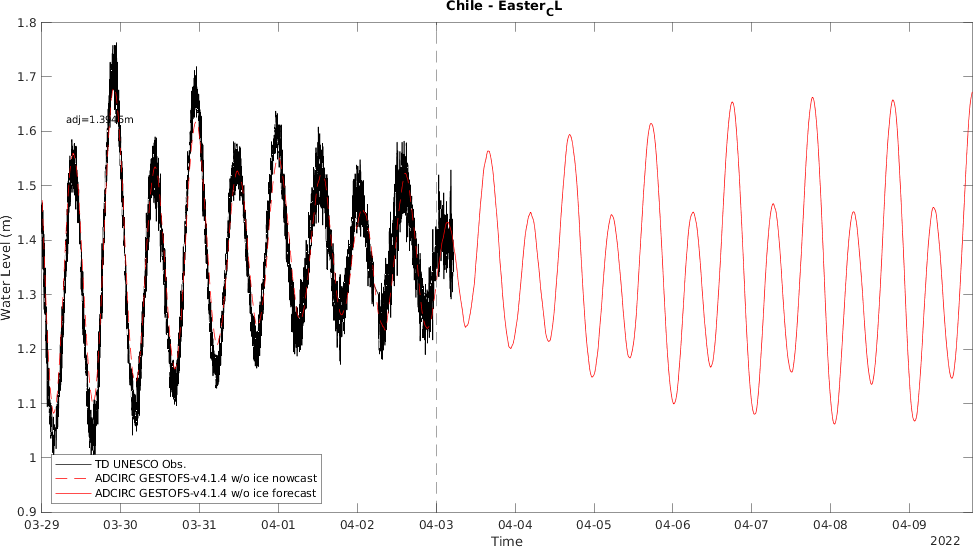 Chile - Easter_CL
1.8
1.7
1.6
1.5
1.4
1.3
1.2
1.1
1
0.9
Water Level (m)
adj=1.3946m
TD UNESCO Obs.
ADCIRC GESTOFS-v4.1.4 w/o ice nowcast
ADCIRC GESTOFS-v4.1.4 w/o ice forecast
03-29 03-30 03-31 04-01 04-02 04-03 04-04 04-05 04-06 04-07 04-08 04-09
Time
2022